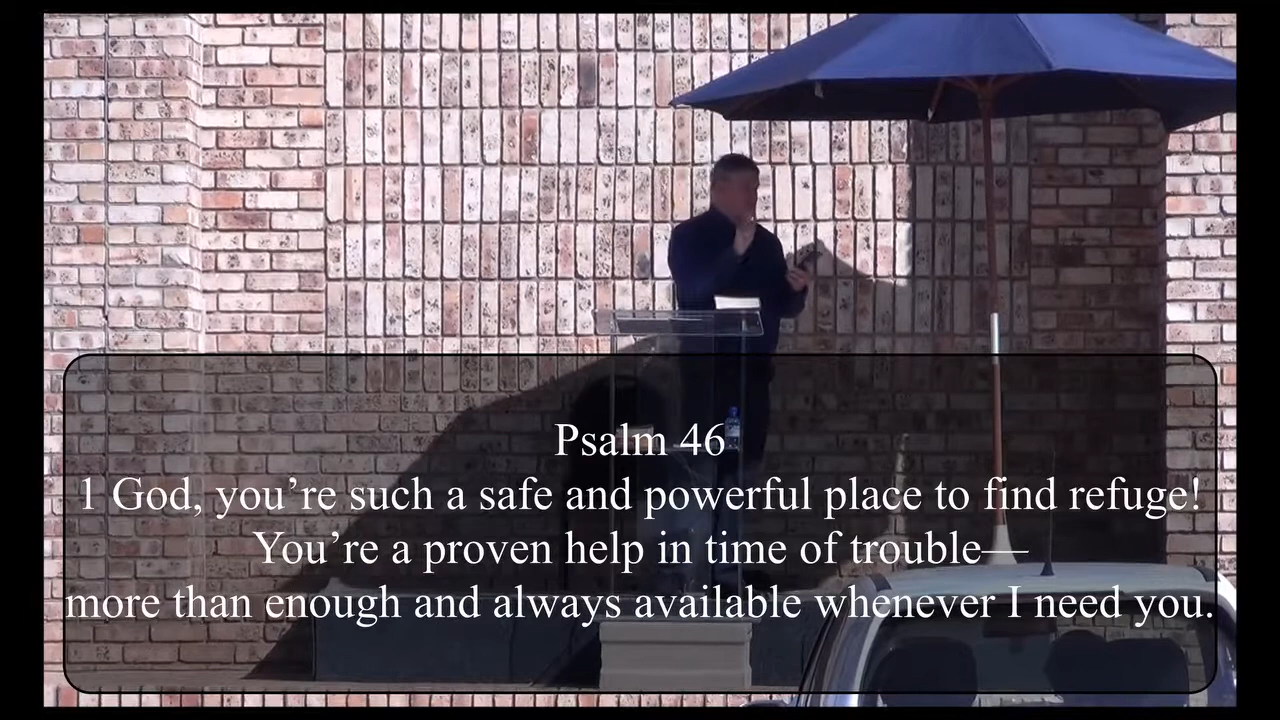 Psalm 46
1 God, you’re such a safe and powerful place to find refuge!
You’re a proven help in time of trouble—
more than enough and always available whenever I need you.